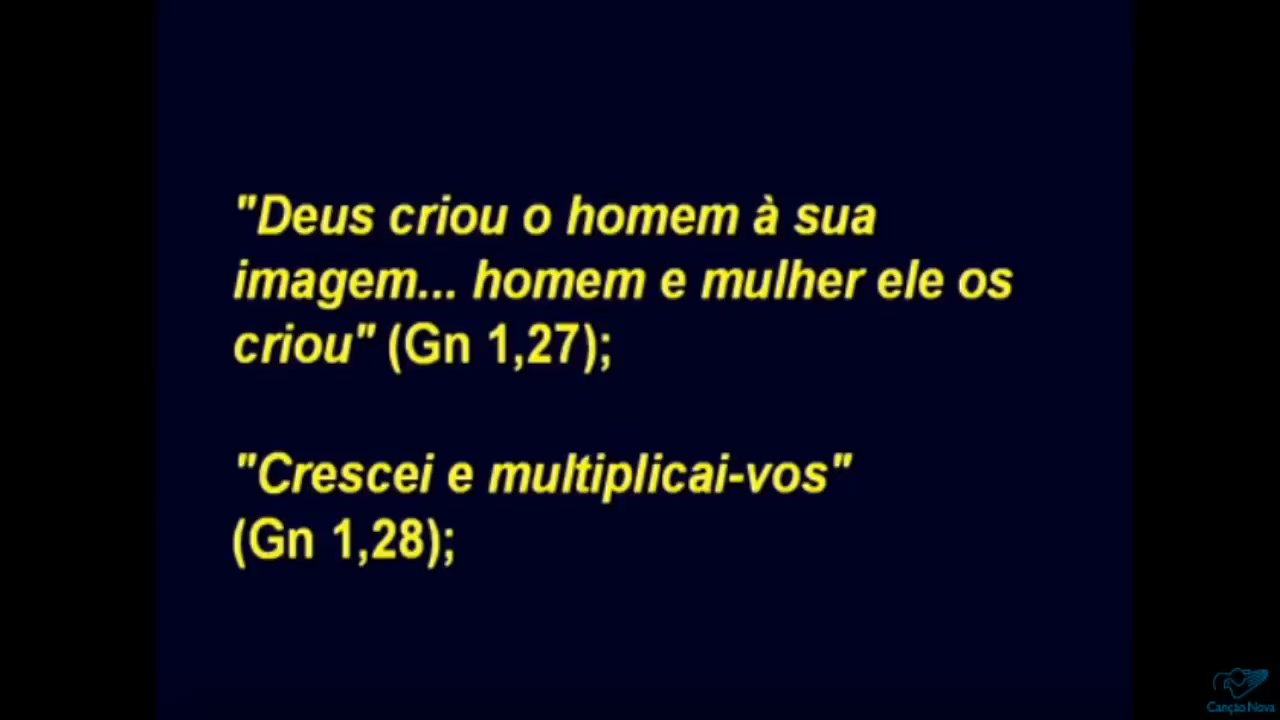 "Deus criou o homem à sua
imagem... homem e mulher ele os
criou" (Gn 1,27);
"Crescei e multiplicai-vos"
(Gn 1,28);
Canção Nova